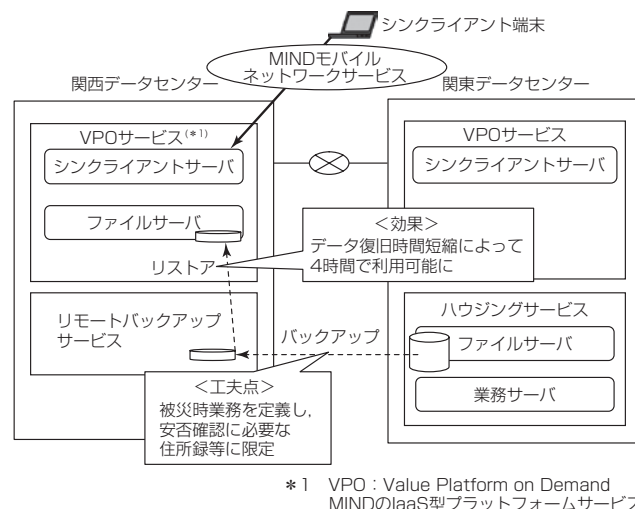 シンクライアント端末
MINDモバイル
ネットワークサービス
関西データセンター
関東データセンター
VPOサービス(*1)
シンクライアントサーバ
ファイルサーバ
リストア
リモートバックアップ
サービス
VPOサービス
シンクライアントサーバ
<効果>
データ復旧時間短縮によって
4時間で利用可能に
バックアップ
ハウジングサービス
ファイルサーバ
業務サーバ
<工夫点>
被災時業務を定義し,
安否確認に必要な
住所録等に限定
*1 VPO:Value Platform on Demand
MINDのIaaS型プラットフォームサービス